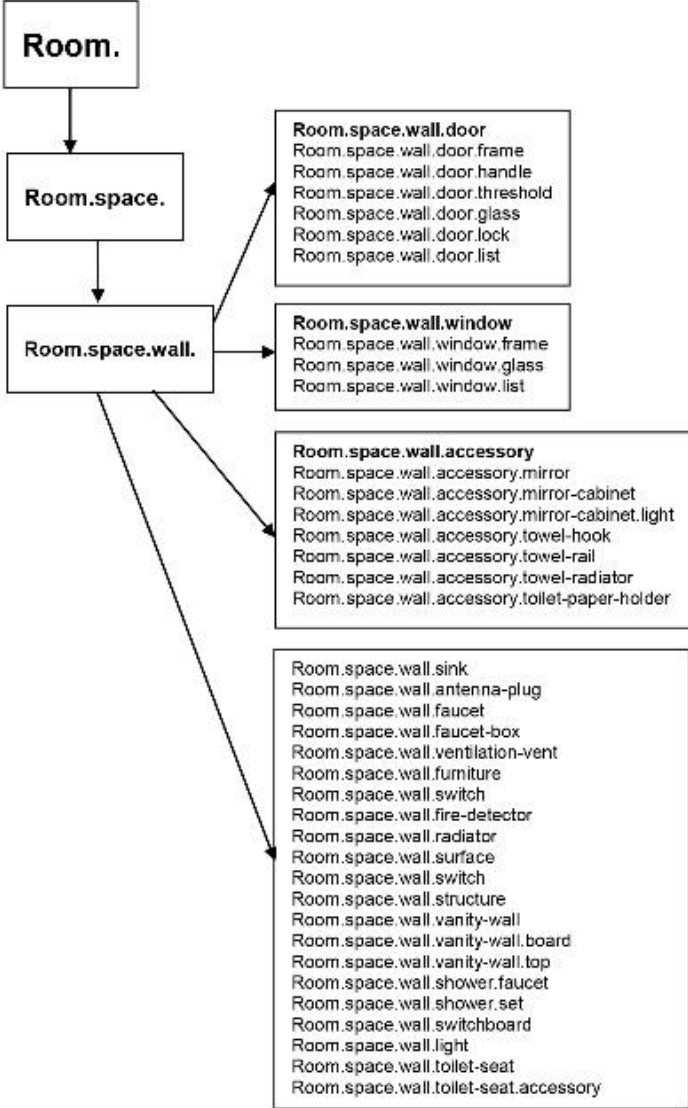 Room.
Room.space.
Room.space.wall.
Room.space.wall.door
Room.space.wall.door.frame
Room.space.wall.door.handle
Room.space.wall.door.threshold
Room.space.wall.door.glass
Room.space.wall.door.lock
Room.space.wall.door.list
Room.space.wall.window
Room.space.wall.window.frame
Room.space.wall.window.glass
Room.space.wall.window.list
Room.space.wall.accessory
Room.space.wall.accessory.mirror
Room.space.wall.accessory.mirror-cabinet
Room.space.wall.accessory.mirror-cabinet.light
Room.space.wall.accessory.towel-hook
Room.space.wall.accessory.towel-rail
Room.space.wall.accessory.towel-radiator
Room.space.wall.accessory.toilet-paper-holder
Room.space.wall.sink
Room.space.wall.antenna-plug
Room.space.wall.faucet
Room.space.wall.faucet-box
Room.space.wall.ventilation-vent
Room.space.wall.furniture
Room.space.wall.switch
Room.space.wall.fire-detector
Room.space.wall.radiator
Room.space.wall.surface
Room.space.wall.switch
Room.space.wall.structure
Room.space.wall.vanity-wall
Room.space.wall.vanity-wall.board
Room.space.wall.vanity-wall.top
Room.space.wall.shower.faucet
Room.space.wall.shower.set
Room.space.wall.switchboard
Room.space.wall.light
Room.space.wall.toilet-seat
Room.space.wall.toilet-seat.accessory